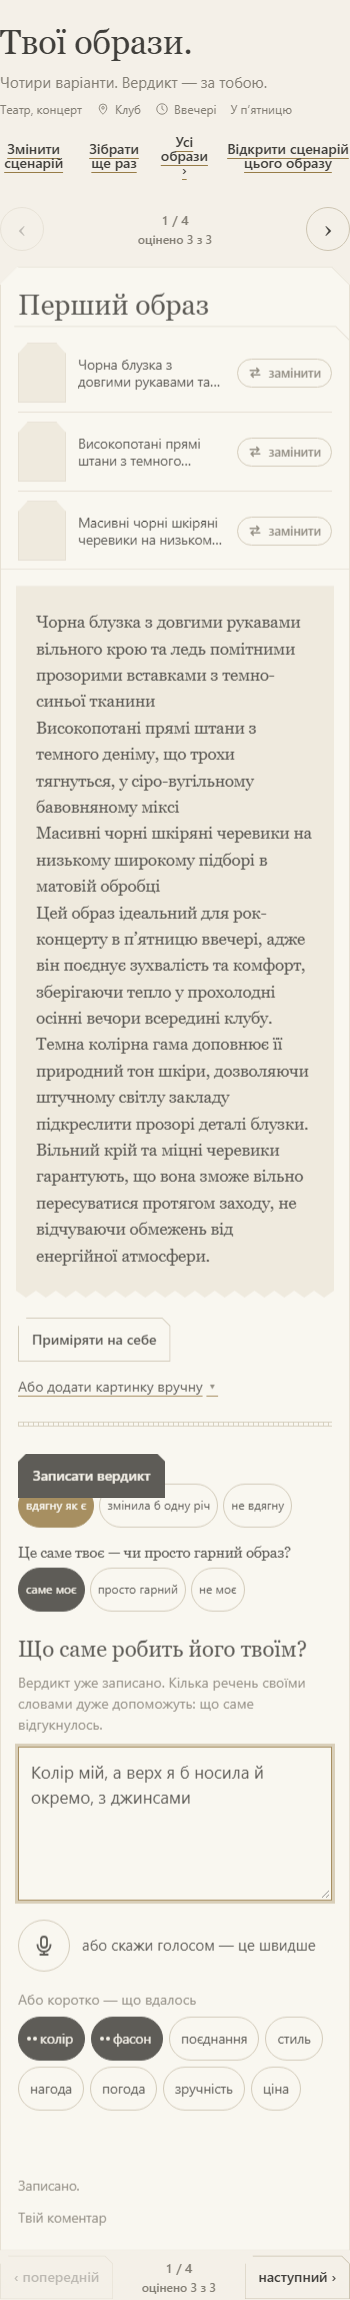 Твої образи.
Чотири варіанти. Вердикт — за тобою.
Театр, концерт Клуб Ввечері У п'ятницю
Змінити сценарій
Зібрати ще раз
Усі образи ›
Відкрити сценарій цього образу
‹
1 / 4
оцінено 3 з 3
›
Перший образ
Чорна блузка з
довгими рукавами та…
замінити
Високопотані прямі
штани з темного…
замінити
Масивні чорні шкіряні
черевики на низьком…
замінити
Чорна блузка з довгими рукавами
вільного крою та ледь помітними
прозорими вставками з темно-
синьої тканини
Високопотані прямі штани з
темного деніму, що трохи
тягнуться, у сіро-вугільному
бавовняному міксі
Масивні чорні шкіряні черевики на
низькому широкому підборі в
матовій обробці
Цей образ ідеальний для рок-
концерту в п’ятницю ввечері, адже
він поєднує зухвалість та комфорт,
зберігаючи тепло у прохолодні
осінні вечори всередині клубу.
Темна колірна гама доповнює її
природний тон шкіри, дозволяючи
штучному світлу закладу
підкреслити прозорі деталі блузки.
Вільний крій та міцні черевики
гарантують, що вона зможе вільно
пересуватися протягом заходу, не
відчуваючи обмежень від
енергійної атмосфери.
Приміряти на себе
Або додати картинку вручну
Записати вердикт
вдягну як є змінила б одну річ не вдягну
Це саме твоє — чи просто гарний образ?
саме моє просто гарний не моє
Що саме робить його твоїм?
Вердикт уже записано. Кілька речень своїми
словами дуже допоможуть: що саме
відгукнулось.
Колір мій, а верх я б носила й
окремо, з джинсами
або скажи голосом — це швидше
Або коротко — що вдалось
колір фасон поєднання стиль
нагода погода зручність ціна
Записано.
Твій коментар
‹ попередній
1 / 4
оцінено 3 з 3
наступний ›